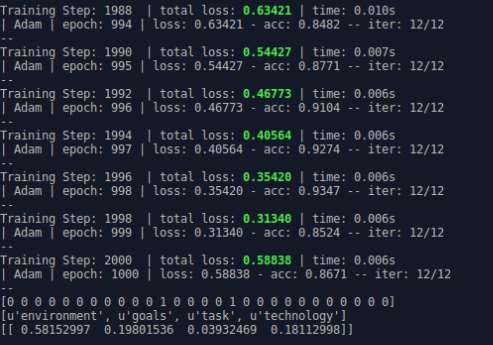 Training Step: 1988  | total loss: 0.63421 | time: 0.010s
| Adam | epoch: 994 | loss: 0.63421 - acc: 0.8482 -- iter: 12/12
--
Training Step: 1990  | total loss: 0.54427 | time: 0.007s
| Adam | epoch: 995 | loss: 0.54427 - acc: 0.8771 -- iter: 12/12
--
Training Step: 1992  | total loss: 0.46773 | time: 0.006s
| Adam | epoch: 996 | loss: 0.46773 - acc: 0.9104 -- iter: 12/12
--
Training Step: 1994  | total loss: 0.40564 | time: 0.006s
| Adam | epoch: 997 | loss: 0.40564 - acc: 0.9274 -- iter: 12/12
--
Training Step: 1996  | total loss: 0.35420 | time: 0.006s
| Adam | epoch: 998 | loss: 0.35420 - acc: 0.9347 -- iter: 12/12
--
Training Step: 1998  | total loss: 0.31340 | time: 0.006s
| Adam | epoch: 999 | loss: 0.31340 - acc: 0.8524 -- iter: 12/12
--
Training Step: 2000  | total loss: 0.58838 | time: 0.006s
| Adam | epoch: 1000 | loss: 0.58838 - acc: 0.8671 -- iter: 12/12
--
[0 0 0 0 0 0 0 0 0 0 0 1 0 0 0 0 1 0 0 0 0 0 0 0 0 0 0 0]
[u'environment', u'goals', u'task', u'technology']
[[ 0.58152997  0.19801536  0.03932469  0.18112998]]